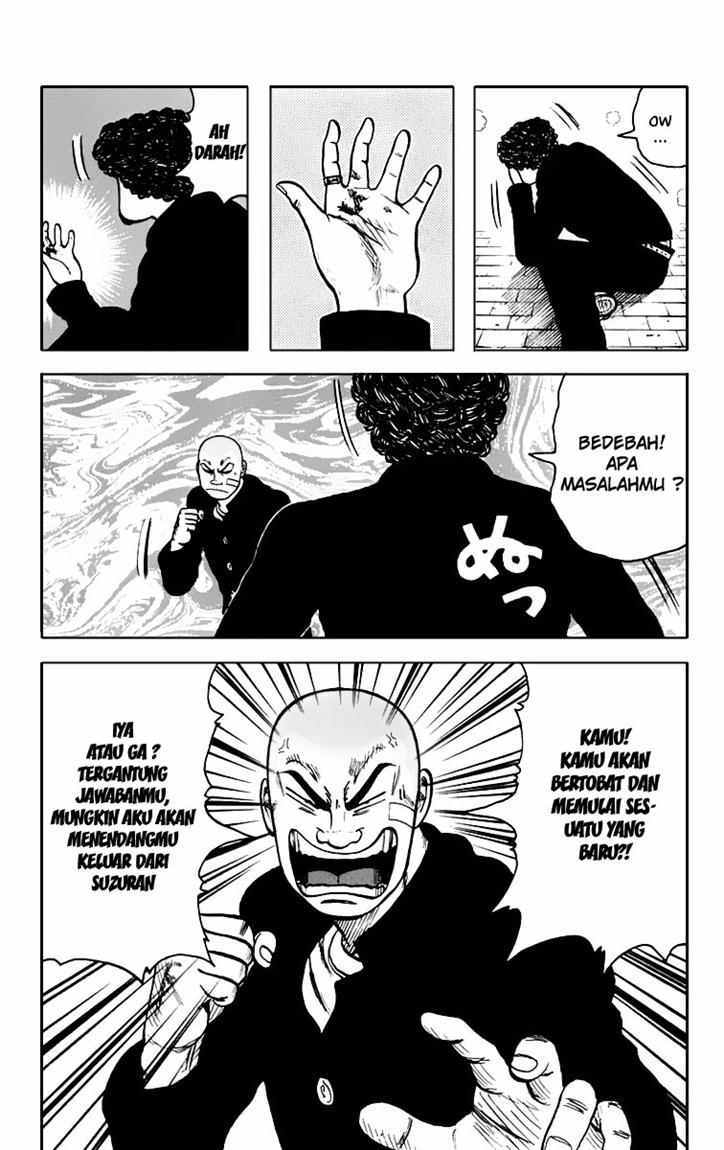 OW
...
AH
DARAH!
BEDEBAH!
APA
MASALAHMU ?
ぬ
っ
KAMU!
KAMU AKAN
BERTOBAT DAN
MEMULAI SES-
UATU YANG
BARU?!
IYA
ATAU GA ?
TERGANTUNG
JAWABANMU,
MUNGKIN AKU AKAN
MENENDANGMU
KELUAR DARI
SUZURAN